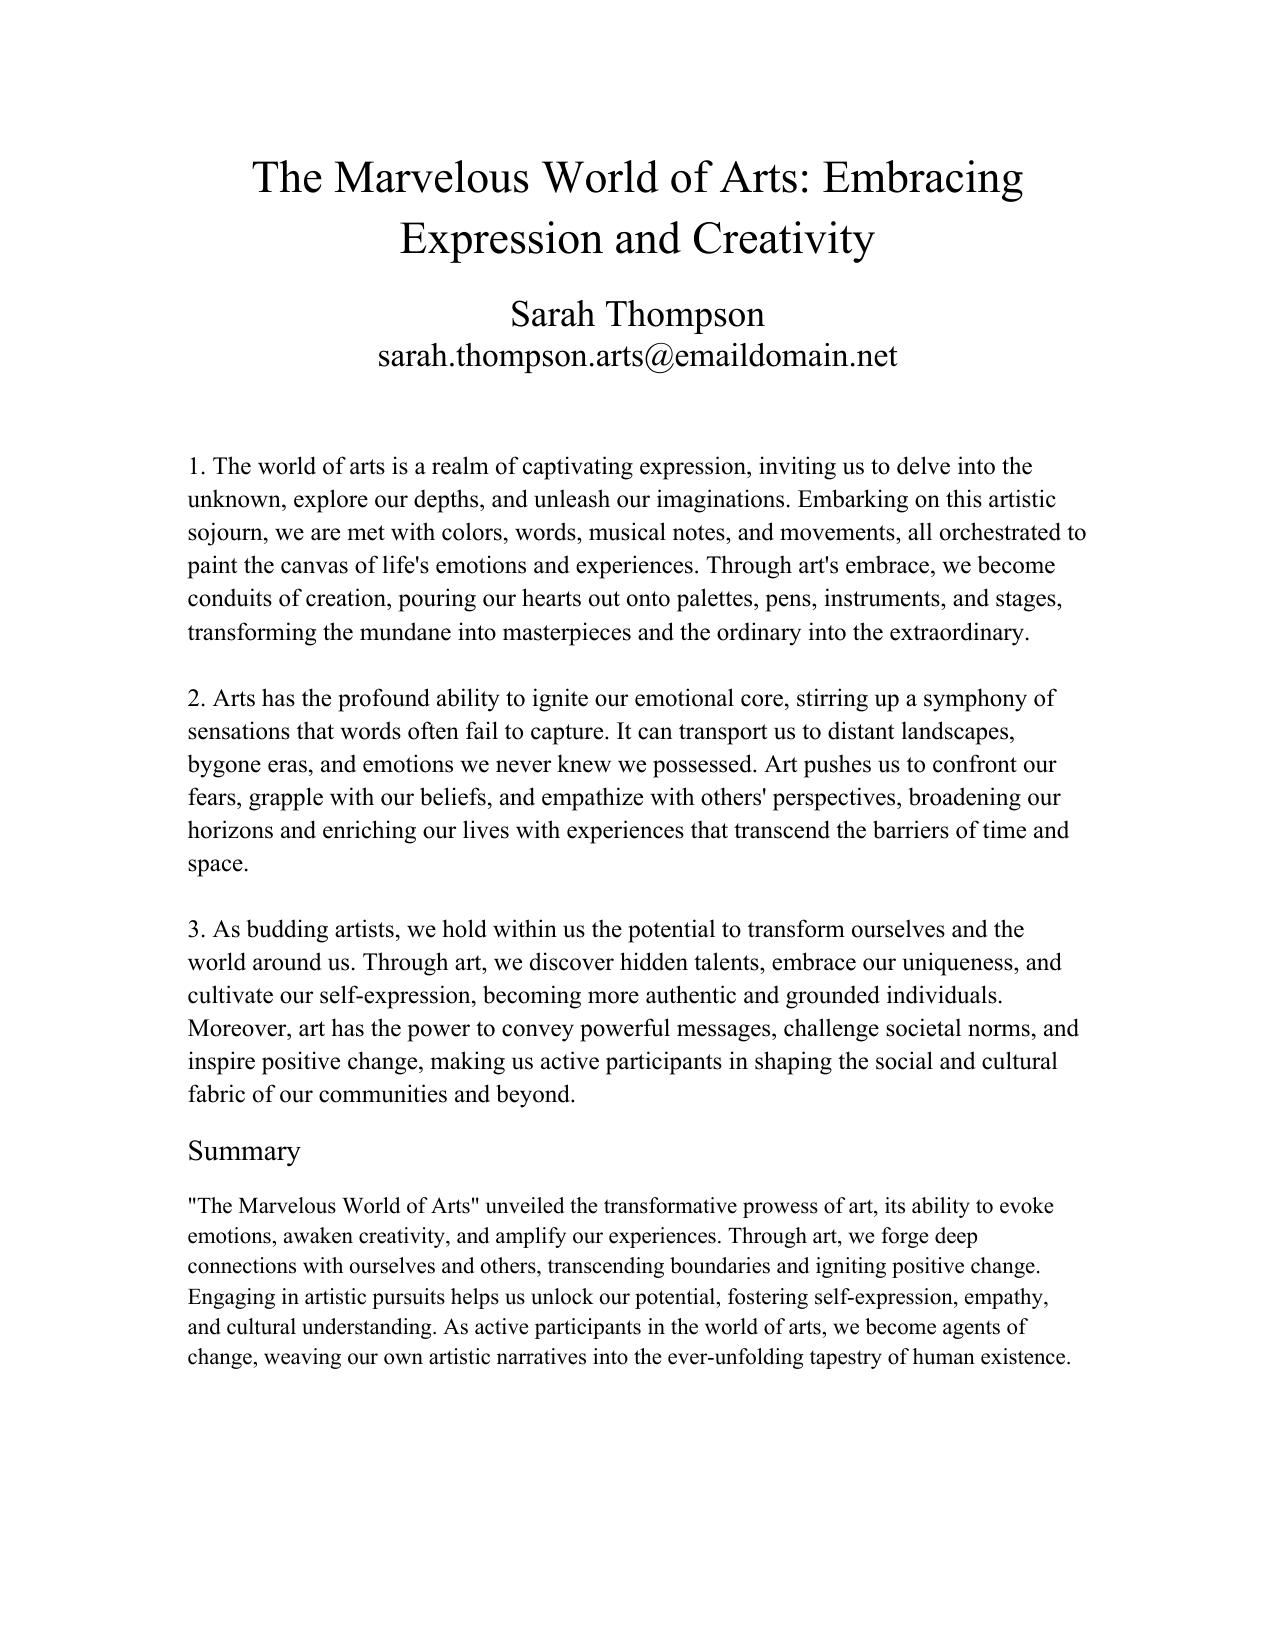 The Marvelous World of Arts: Embracing
Expression and Creativity
Sarah Thompson
sarah.thompson.arts@emaildomain.net
1. The world of arts is a realm of captivating expression, inviting us to delve into the
unknown, explore our depths, and unleash our imaginations. Embarking on this artistic
sojourn, we are met with colors, words, musical notes, and movements, all orchestrated to
paint the canvas of life's emotions and experiences. Through art's embrace, we become
conduits of creation, pouring our hearts out onto palettes, pens, instruments, and stages,
transforming the mundane into masterpieces and the ordinary into the extraordinary.
2. Arts has the profound ability to ignite our emotional core, stirring up a symphony of
sensations that words often fail to capture. It can transport us to distant landscapes,
bygone eras, and emotions we never knew we possessed. Art pushes us to confront our
fears, grapple with our beliefs, and empathize with others' perspectives, broadening our
horizons and enriching our lives with experiences that transcend the barriers of time and
space.
3. As budding artists, we hold within us the potential to transform ourselves and the
world around us. Through art, we discover hidden talents, embrace our uniqueness, and
cultivate our self-expression, becoming more authentic and grounded individuals.
Moreover, art has the power to convey powerful messages, challenge societal norms, and
inspire positive change, making us active participants in shaping the social and cultural
fabric of our communities and beyond.
Summary
"The Marvelous World of Arts" unveiled the transformative prowess of art, its ability to evoke
emotions, awaken creativity, and amplify our experiences. Through art, we forge deep
connections with ourselves and others, transcending boundaries and igniting positive change.
Engaging in artistic pursuits helps us unlock our potential, fostering self-expression, empathy,
and cultural understanding. As active participants in the world of arts, we become agents of
change, weaving our own artistic narratives into the ever-unfolding tapestry of human existence.